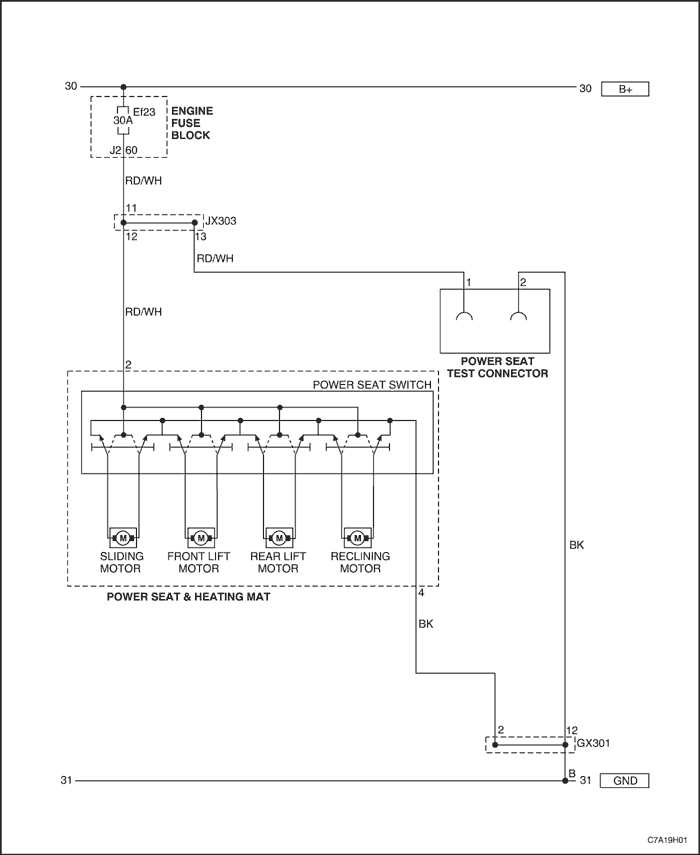 30
30 B+
Ef23
30A
ENGINE
FUSE
BLOCK
J2 60
RD/WH
11
JX303
12
13
RD/WH
RD/WH
1
2
POWER SEAT
TEST CONNECTOR
2
POWER SEAT SWITCH
M M M M
SLIDING
MOTOR
FRONT LIFT
MOTOR
REAR LIFT
MOTOR
RECLINING
MOTOR
POWER SEAT & HEATING MAT
BK
4
BK
2
12
GX301
31
B
31 GND
C7A19H01